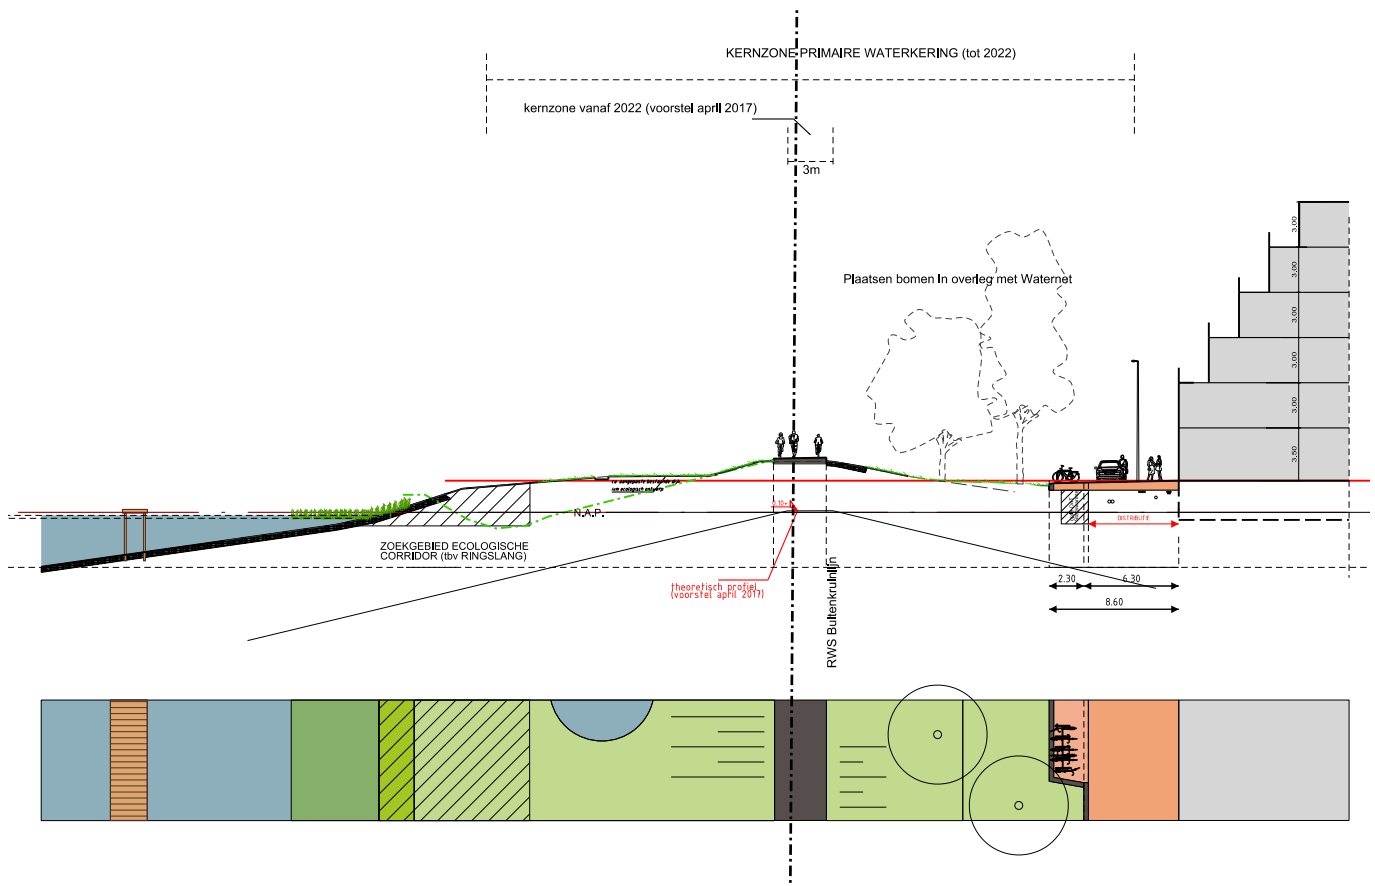 KERNZONE PRIMAIRE WATERKERING (tot 2022)
kernzone vanaf 2022 (voorstel april 2017)
3m
3,00
3,00
3,00
3,00
3,00
3,50
Plaatsen bomen in overleg met Waternet
N.A.P.
DISTRIBUTIE
ZOEKGEBIED ECOLOGISCHE
CORRIDOR (tbv RINGSLANG)
theoretisch profiel
(voorstel april 2017)
RWS Buitenkruinlijn
2.30
6.30
8.60